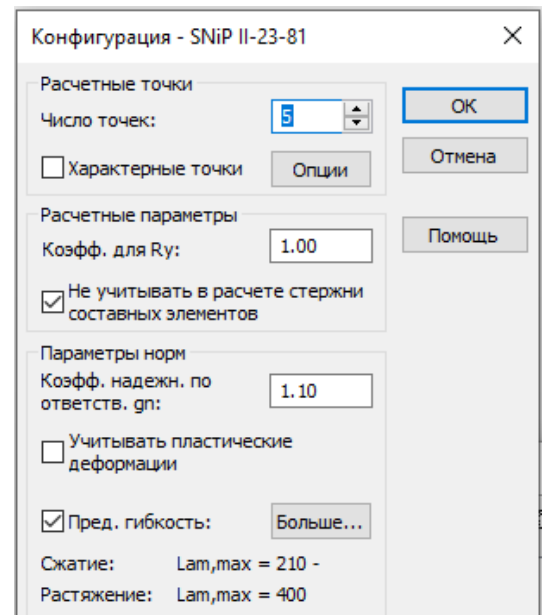 Конфигурация - SNiP II-23-81
Расчетные точки
Число точек: 5
OK
Характерные точки
Опции
Отмена
Расчетные параметры
Коэфф. для Ry: 1.00
Помощь
Не учитывать в расчете стержни
составных элементов
Параметры норм
Коэфф. надежн. по
ответств. gn: 1.10
Учитывать пластические
деформации
Пред. гибкость: Больше...
Сжатие: Lam,max = 210 -
Растяжение: Lam,max = 400